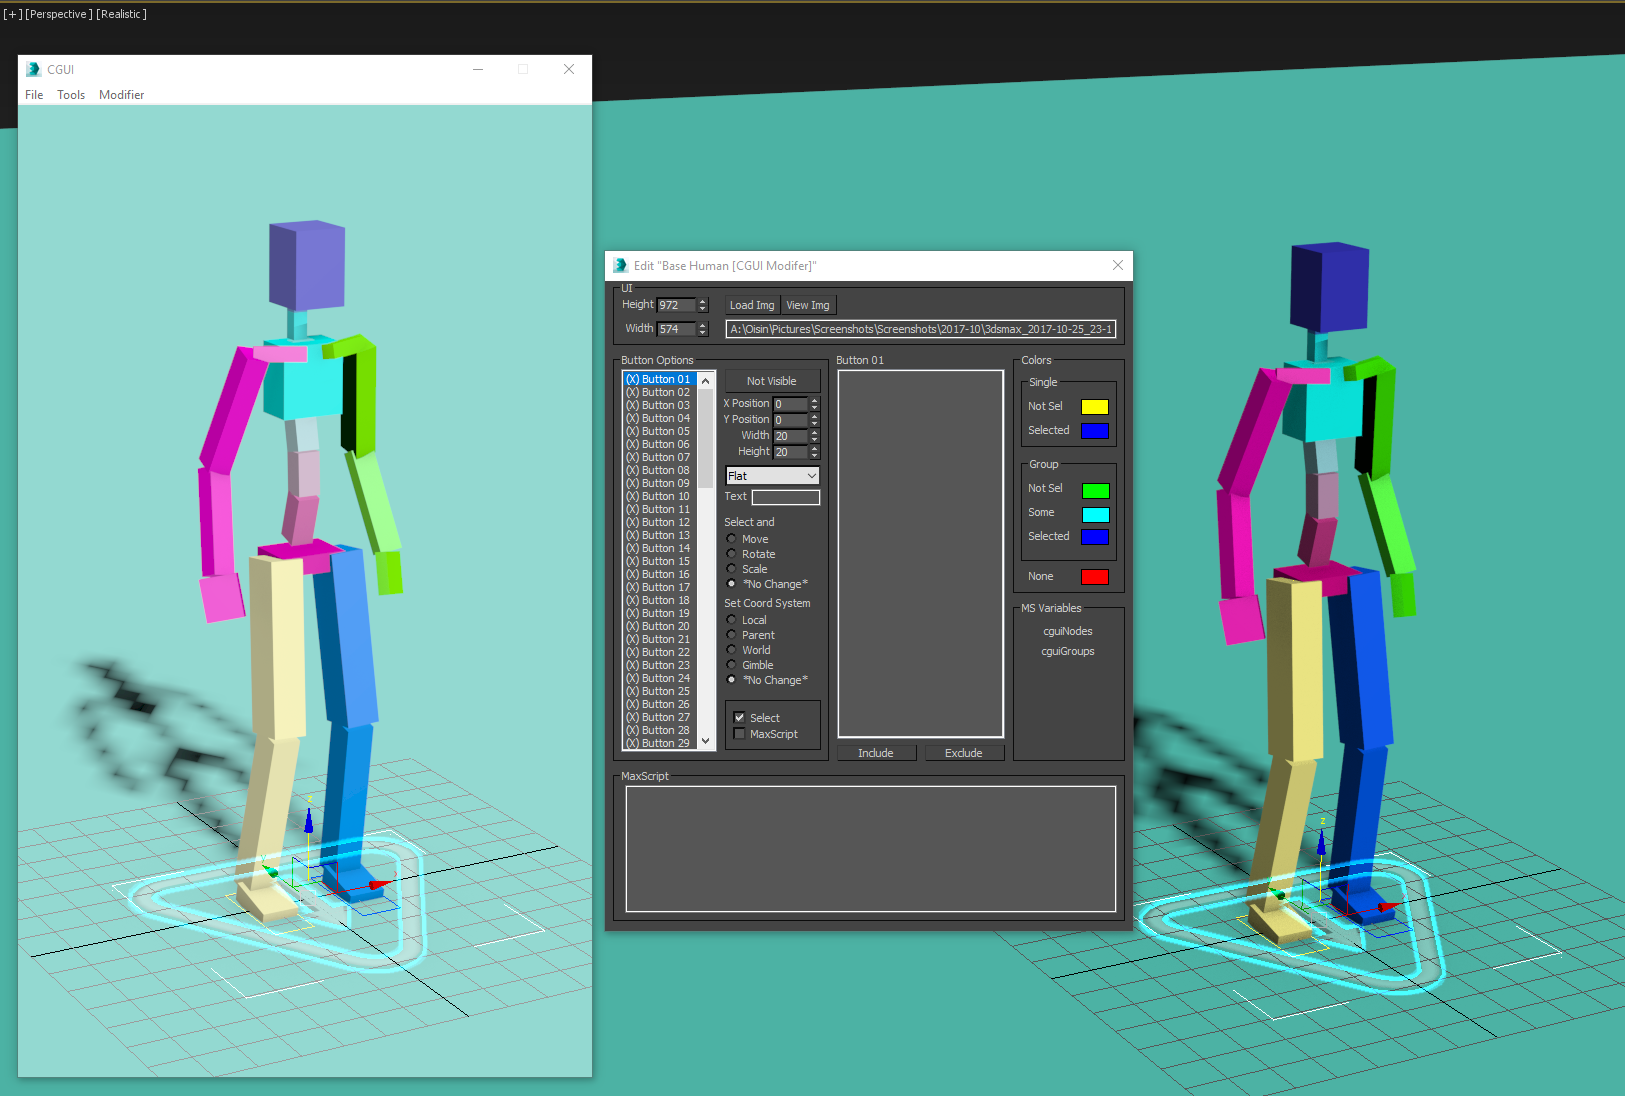 [+] [Perspective] [Realistic]
CGUI
File Tools Modifier
Edit "Base Human [CGUI Modifer]"
UI
Height 972 Load Img View Img
Width 574 A:\Oisin\Pictures\Screenshots\Screenshots\2017-10\3dsmax_2017-10-25_23-1
Button Options
(X) Button 01
(X) Button 02
(X) Button 03
(X) Button 04
(X) Button 05
(X) Button 06
(X) Button 07
(X) Button 08
(X) Button 09
(X) Button 10
(X) Button 11
(X) Button 12
(X) Button 13
(X) Button 14
(X) Button 15
(X) Button 16
(X) Button 17
(X) Button 18
(X) Button 19
(X) Button 20
(X) Button 21
(X) Button 22
(X) Button 23
(X) Button 24
(X) Button 25
(X) Button 26
(X) Button 27
(X) Button 28
(X) Button 29
Not Visible
X Position 0
Y Position 0
Width 20
Height 20
Flat
Text
Select and
Move
Rotate
Scale
*No Change*
Set Coord System
Local
Parent
World
Gimble
*No Change*
Select
MaxScript
Button 01
Include Exclude
Colors
Single
Not Sel
Selected
Group
Not Sel
Some
Selected
None
MS Variables
cguiNodes
cguiGroups
MaxScript
z
z